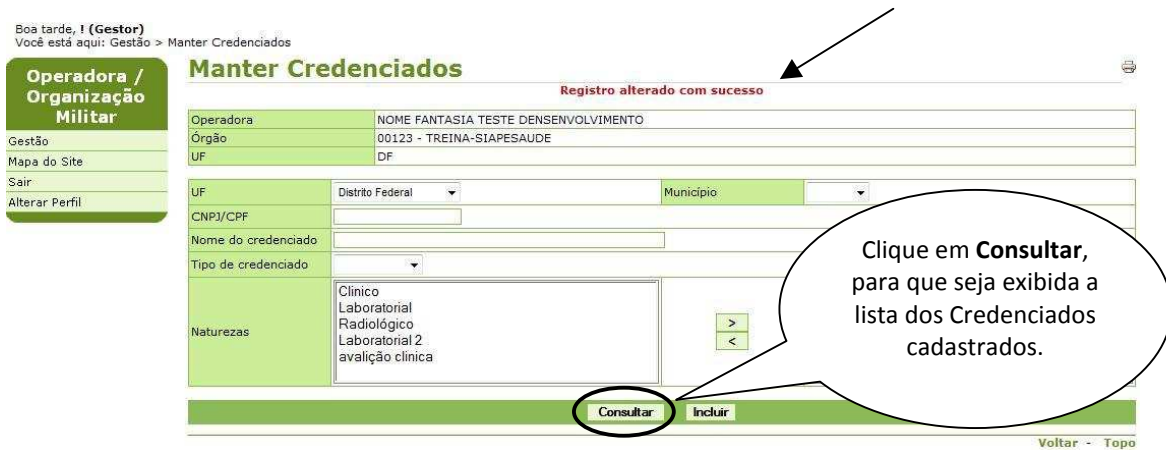 Boa tarde, ! (Gestor)
Você está aqui: Gestão > Manter Credenciados
Operadora /
Organização
Militar
Gestão
Mapa do Site
Sair
Alterar Perfil
Manter Credenciados
Registro alterado com sucesso
Operadora NOME FANTASIA TESTE DENSENVOLVIMENTO
Órgão 00123 - TREINA-SIAPESAUDE
UF DF
UF Distrito Federal Município
CNPJ/CPF
Nome do credenciado
Tipo de credenciado
Naturezas
Clinico
Laboratorial
Radiológico
Laboratorial 2
avalição clinica
>
<
Clique em Consultar,
para que seja exibida a
lista dos Credenciados
cadastrados.
Consultar Incluir
Voltar - Topo